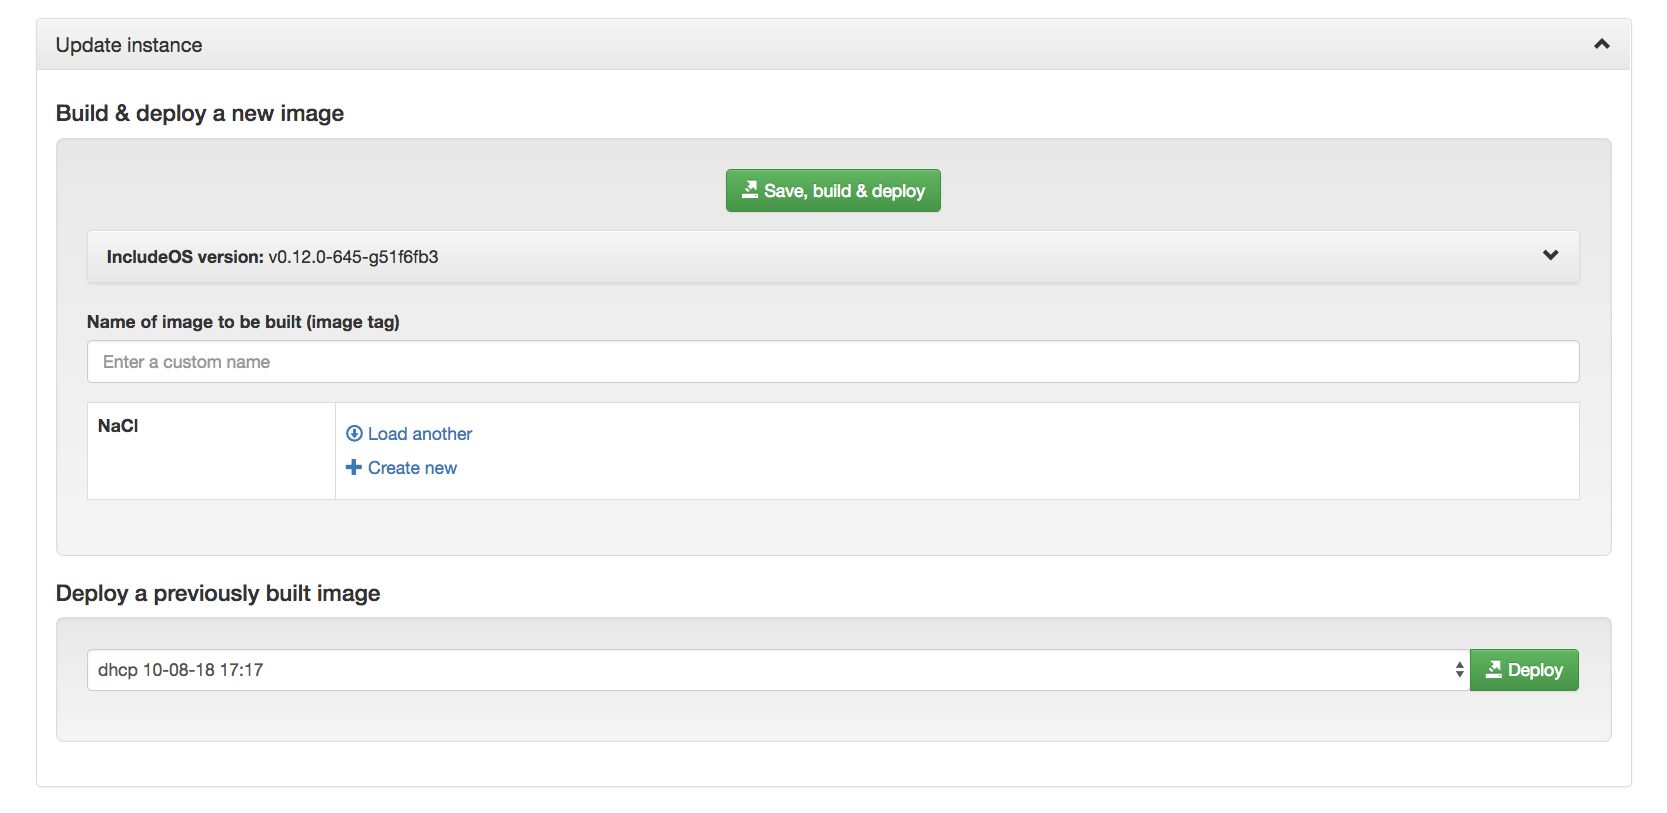 Update instance
Build & deploy a new image
Save, build & deploy
IncludeOS version: v0.12.0-645-g51f6fb3
Name of image to be built (image tag)
Enter a custom name
NaCl
Load another
Create new
Deploy a previously built image
dhcp 10-08-18 17:17
Deploy